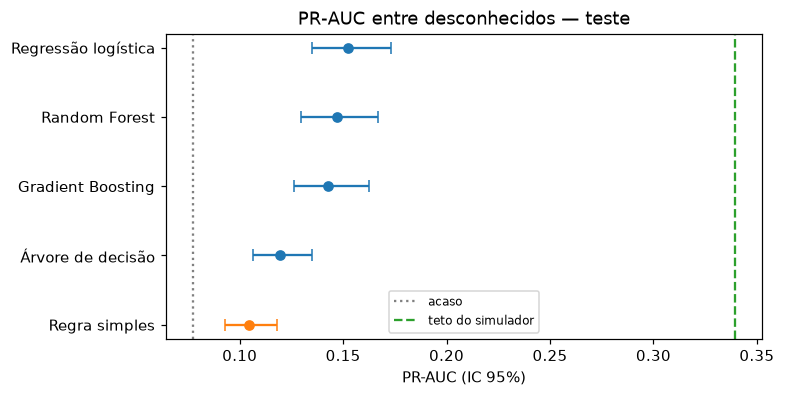 PR-AUC entre desconhecidos — teste
Regressão logística
Random Forest
Gradient Boosting
Árvore de decisão
Regra simples
acaso
teto do simulador
0.10 0.15 0.20 0.25 0.30 0.35
PR-AUC (IC 95%)